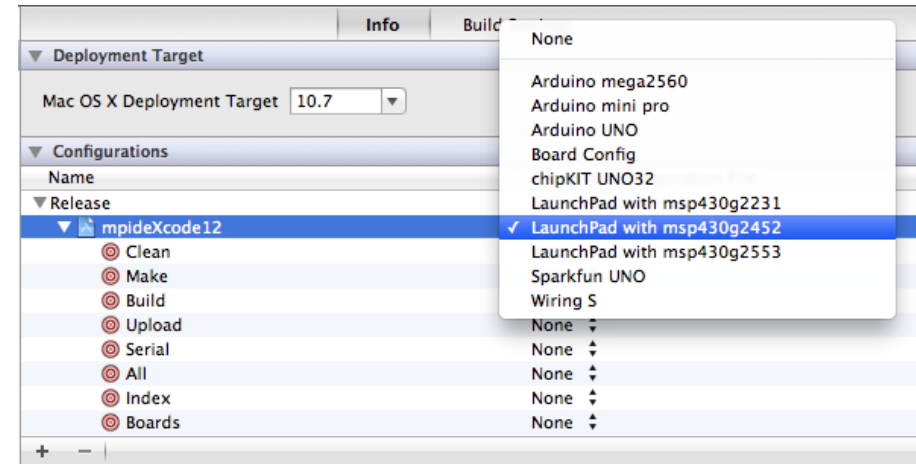 Info Build
Deployment Target
Mac OS X Deployment Target 10.7
Configurations
Name
Release
mpideXcode12
Clean
Make
Build
Upload None
Serial None
All None
Index None
Boards None
+ −
None
Arduino mega2560
Arduino mini pro
Arduino UNO
Board Config
chipKIT UNO32
LaunchPad with msp430g2231
✓ LaunchPad with msp430g2452
LaunchPad with msp430g2553
Sparkfun UNO
Wiring S